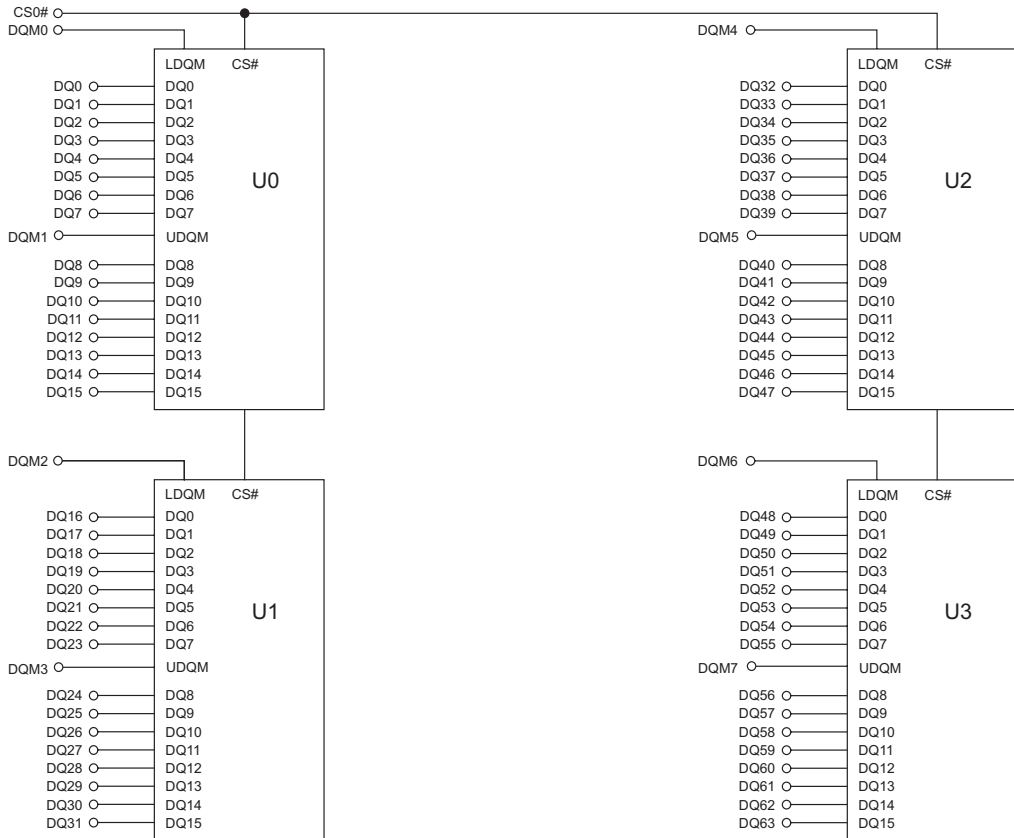 CS0#
DQM0
LDQM CS#
DQ0 DQ0
DQ1 DQ1
DQ2 DQ2
DQ3 DQ3
DQ4 DQ4
DQ5 DQ5
DQ6 DQ6
DQ7 DQ7
U0
DQM1 UDQM
DQ8 DQ8
DQ9 DQ9
DQ10 DQ10
DQ11 DQ11
DQ12 DQ12
DQ13 DQ13
DQ14 DQ14
DQ15 DQ15
DQM2
LDQM CS#
DQ16 DQ0
DQ17 DQ1
DQ18 DQ2
DQ19 DQ3
DQ20 DQ4
DQ21 DQ5
DQ22 DQ6
DQ23 DQ7
U1
DQM3 UDQM
DQ24 DQ8
DQ25 DQ9
DQ26 DQ10
DQ27 DQ11
DQ28 DQ12
DQ29 DQ13
DQ30 DQ14
DQ31 DQ15
DQM4
LDQM CS#
DQ32 DQ0
DQ33 DQ1
DQ34 DQ2
DQ35 DQ3
DQ36 DQ4
DQ37 DQ5
DQ38 DQ6
DQ39 DQ7
U2
DQM5 UDQM
DQ40 DQ8
DQ41 DQ9
DQ42 DQ10
DQ43 DQ11
DQ44 DQ12
DQ45 DQ13
DQ46 DQ14
DQ47 DQ15
DQM6
LDQM CS#
DQ48 DQ0
DQ49 DQ1
DQ50 DQ2
DQ51 DQ3
DQ52 DQ4
DQ53 DQ5
DQ54 DQ6
DQ55 DQ7
U3
DQM7 UDQM
DQ56 DQ8
DQ57 DQ9
DQ58 DQ10
DQ59 DQ11
DQ60 DQ12
DQ61 DQ13
DQ62 DQ14
DQ63 DQ15